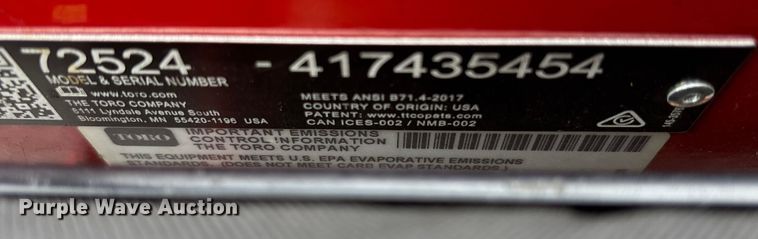 72524 - 417435454
MODEL & SERIAL NUMBER
www.toro.com
THE TORO COMPANY
8111 Lyndale Avenue South
Bloomington, MN 55420-1196 USA
MEETS ANSI B71.4-2017
COUNTRY OF ORIGIN: USA
PATENT: www.ttcopats.com
CAN ICES-002 / NMB-002
TORO
IMPORTANT EMISSIONS
CONTROL INFORMATION
THE TORO COMPANY
THIS EQUIPMENT MEETS U.S. EPA EVAPORATIVE EMISSIONS
STANDARDS. (DOES NOT MEET CARB EVAP STANDARDS.)
Purple Wave Auction